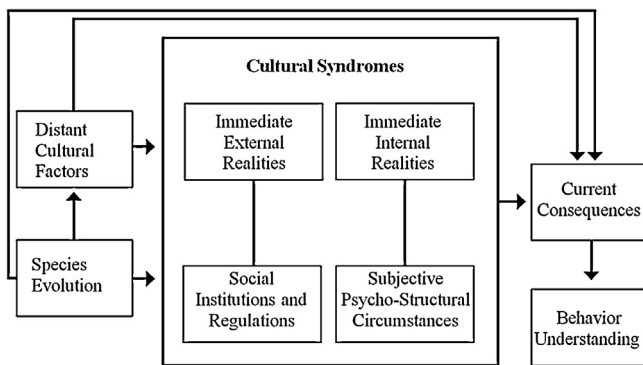 Cultural Syndromes
Distant
Cultural
Factors
Immediate
External
Realities
Immediate
Internal
Realities
Current
Consequences
Species
Evolution
Social
Institutions and
Regulations
Subjective
Psycho-Structural
Circumstances
Behavior
Understanding